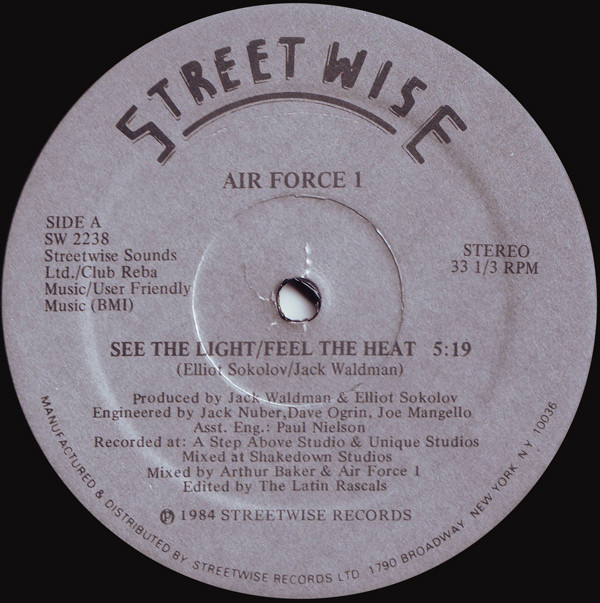 STREETWISE
AIR FORCE 1
SIDE A
SW 2238
Streetwise Sounds
Ltd./Club Reba
Music/User Friendly
Music (BMI)
STEREO
33 1/3 RPM
SEE THE LIGHT/FEEL THE HEAT 5:19
(Elliot Sokolov/Jack Waldman)
Produced by Jack Waldman & Elliot Sokolov
Engineered by Jack Nuber,Dave Ogrin, Joe Mangello
Asst. Eng.: Paul Nielson
Recorded at: A Step Above Studio & Unique Studios
Mixed at Shakedown Studios
Mixed by Arthur Baker & Air Force 1
Edited by The Latin Rascals
℗ 1984 STREETWISE RECORDS
MANUFACTURED & DISTRIBUTED BY STREETWISE RECORDS LTD. 1790 BROADWAY NEW YORK N.Y. 10036